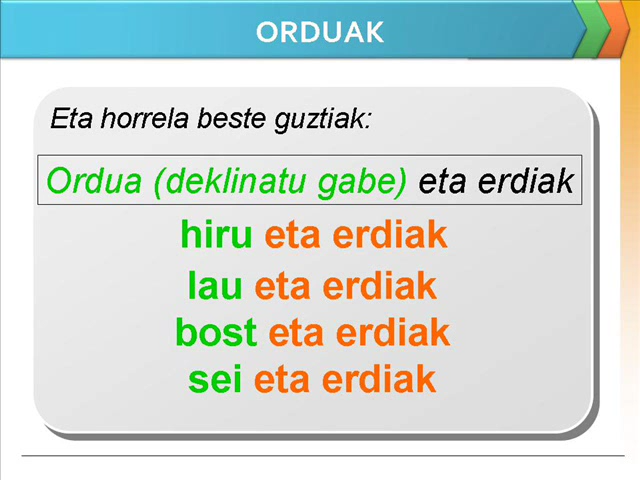 ORDUAK
Eta horrela beste guztiak:
Ordua (deklinatu gabe) eta erdiak
hiru eta erdiak
lau eta erdiak
bost eta erdiak
sei eta erdiak